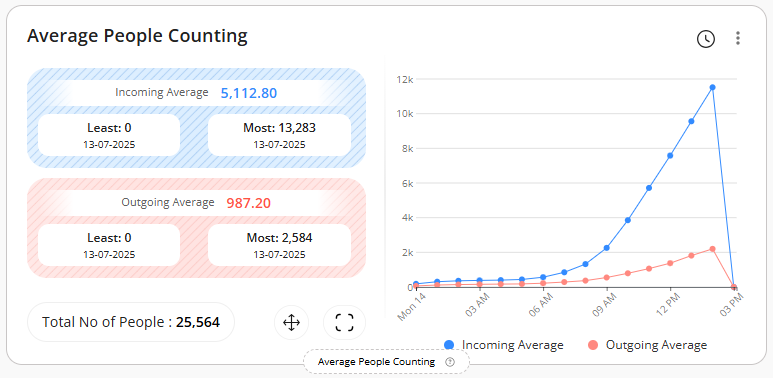 Average People Counting
Incoming Average 5,112.80
Least: 0
13-07-2025
Most: 13,283
13-07-2025
Outgoing Average 987.20
Least: 0
13-07-2025
Most: 2,584
13-07-2025
Total No of People : 25,564
12k
10k
8k
6k
4k
2k
0
Mon 14
03 AM
06 AM
09 AM
12 PM
03 PM
Incoming Average
Outgoing Average
Average People Counting ?